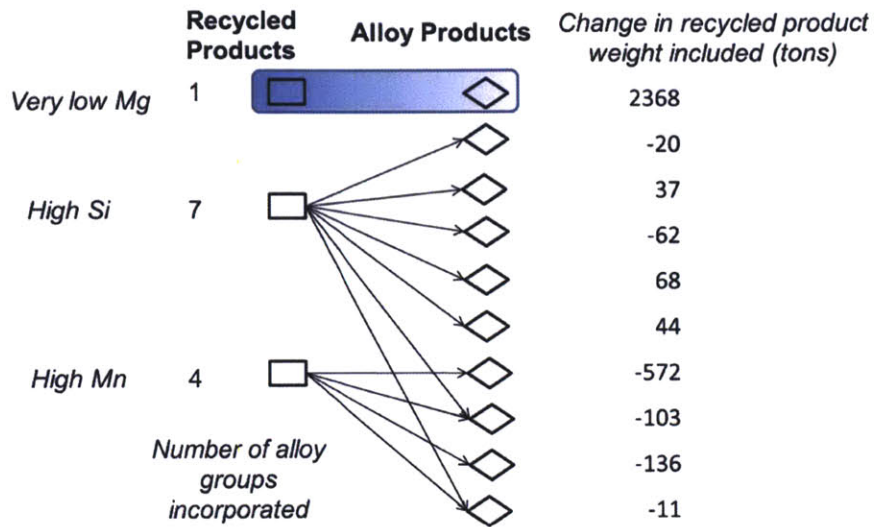 Recycled
Products
Alloy Products
Change in recycled product
weight included (tons)
Very low Mg 1 2368
-20
37
High Si 7
-62
68
44
High Mn 4 -572
-103
-136
-11
Number of alloy
groups
incorporated